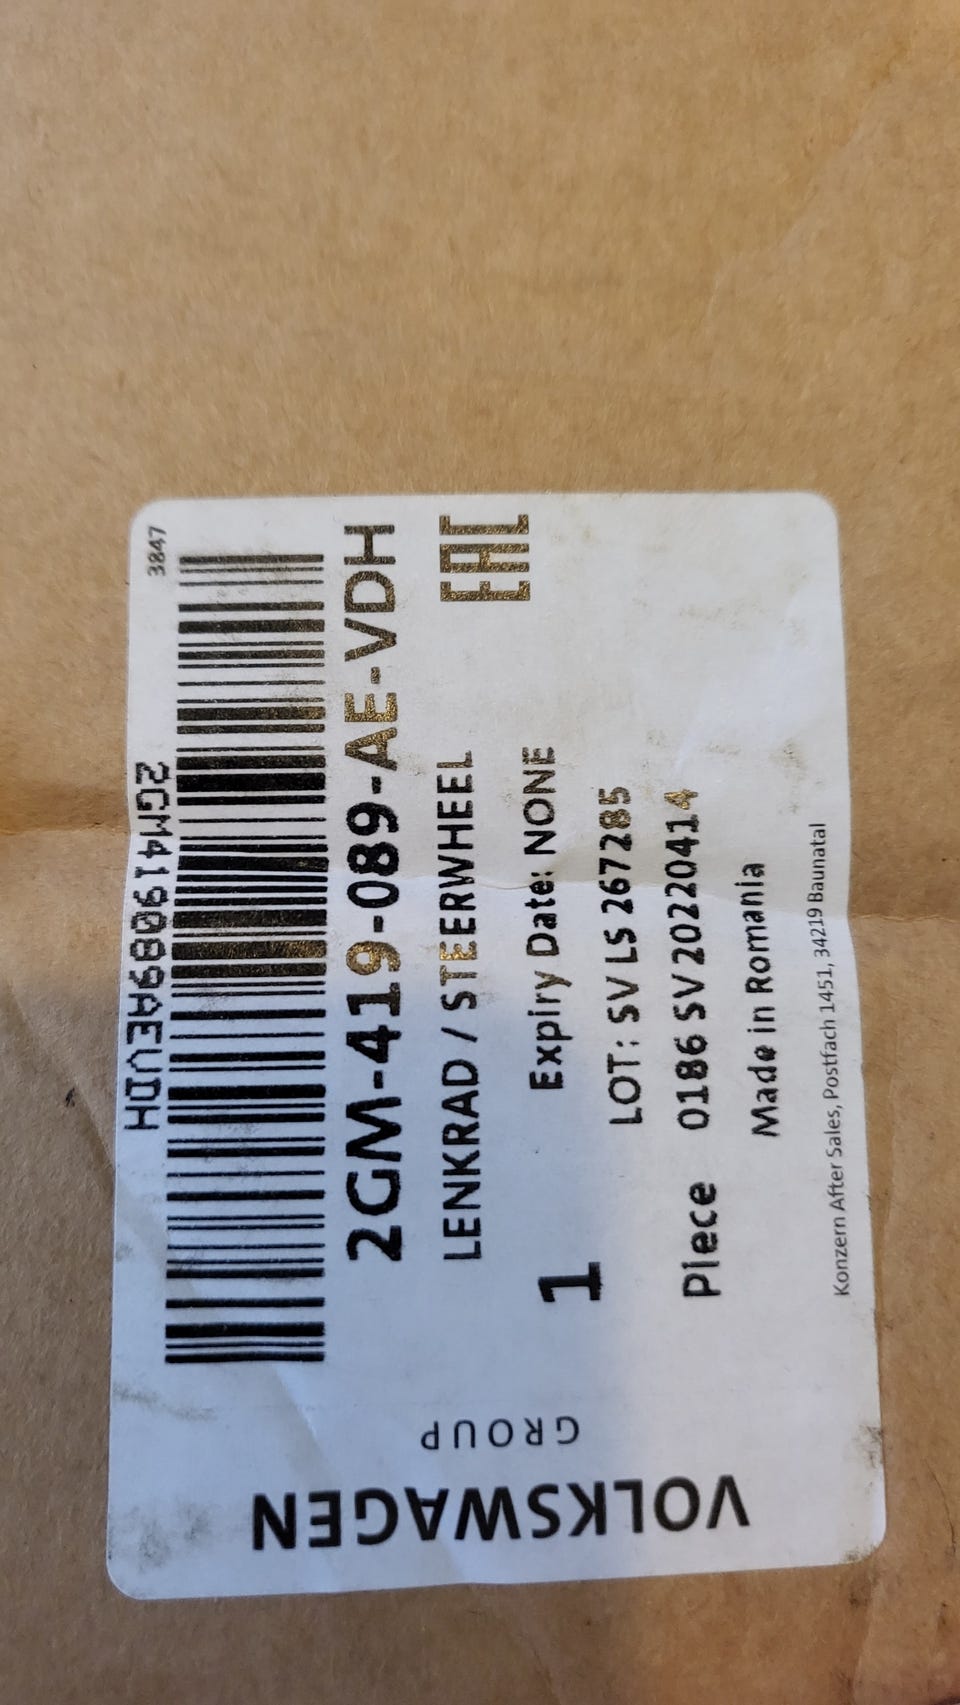 3847
2GM419089AEVDH
2GM-419-089-AE-VDH
LENKRAD / STEERWHEEL
EAC
1 Expiry Date: NONE
LOT: SV LS 267285
Piece 0186 SV 20220414
Made in Romania
Konzern After Sales, Postfach 1451, 34219 Baunatal
VOLKSWAGEN
GROUP